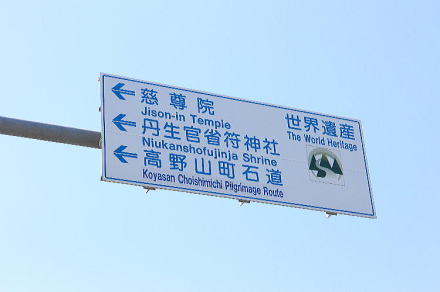 慈尊院
Jison-in Temple
丹生官省符神社
Niukanshofujinja Shrine
高野山町石道
Koyasan Choishimichi Pilgrimage Route
世界遺産
The World Heritage